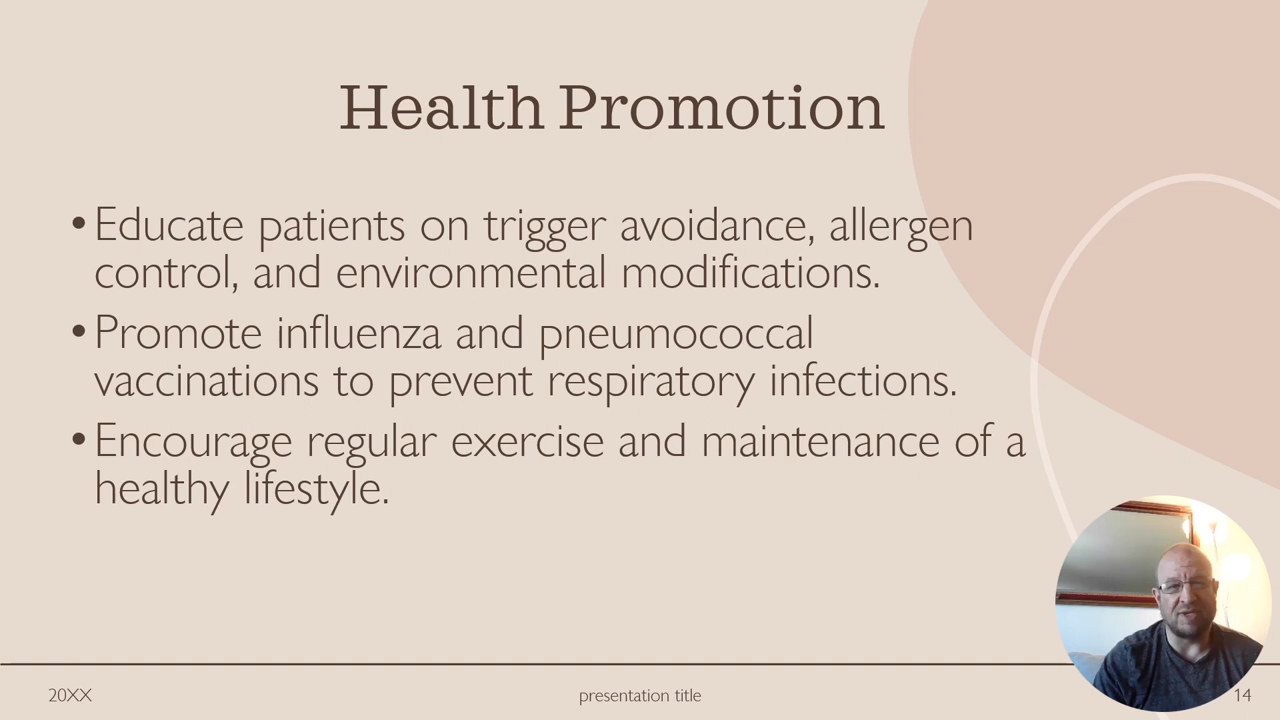 Health Promotion
• Educate patients on trigger avoidance, allergen
control, and environmental modifications.
• Promote influenza and pneumococcal
vaccinations to prevent respiratory infections.
• Encourage regular exercise and maintenance of a
healthy lifestyle.
20XX
presentation title
14